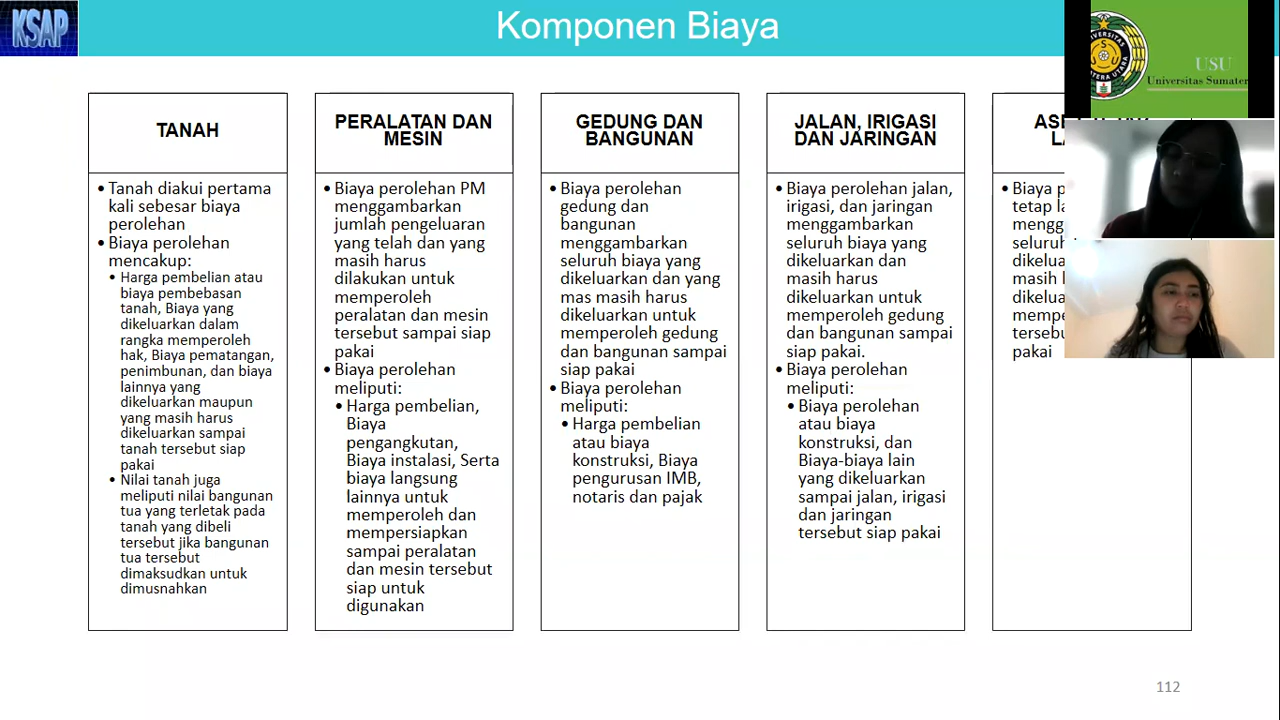 KSAP
Komponen Biaya
USU
Universitas Sumater
TANAH
• Tanah diakui pertama
kali sebesar biaya
perolehan
• Biaya perolehan
mencakup:
• Harga pembelian atau
biaya pembebasan
tanah, Biaya yang
dikeluarkan dalam
rangka memperoleh
hak, Biaya pematangan,
penimbunan, dan biaya
lainnya yang
dikeluarkan maupun
yang masih harus
dikeluarkan sampai
tanah tersebut siap
pakai
• Nilai tanah juga
meliputi nilai bangunan
tua yang terletak pada
tanah yang dibeli
tersebut jika bangunan
tua tersebut
dimaksudkan untuk
dimusnahkan
PERALATAN DAN
MESIN
• Biaya perolehan PM
menggambarkan
jumlah pengeluaran
yang telah dan yang
masih harus
dilakukan untuk
memperoleh
peralatan dan mesin
tersebut sampai siap
pakai
• Biaya perolehan
meliputi:
• Harga pembelian,
Biaya
pengangkutan,
Biaya instalasi, Serta
biaya langsung
lainnya untuk
memperoleh dan
mempersiapkan
sampai peralatan
dan mesin tersebut
siap untuk
digunakan
GEDUNG DAN
BANGUNAN
• Biaya perolehan
gedung dan
bangunan
menggambarkan
seluruh biaya yang
dikeluarkan dan yang
mas masih harus
dikeluarkan untuk
memperoleh gedung
dan bangunan sampai
siap pakai
• Biaya perolehan
meliputi:
• Harga pembelian
atau biaya
konstruksi, Biaya
pengurusan IMB,
notaris dan pajak
JALAN, IRIGASI
DAN JARINGAN
• Biaya perolehan jalan,
irigasi, dan jaringan
menggambarkan
seluruh biaya yang
dikeluarkan dan
masih harus
dikeluarkan untuk
memperoleh gedung
dan bangunan sampai
siap pakai.
• Biaya perolehan
meliputi:
• Biaya perolehan
atau biaya
konstruksi, dan
Biaya-biaya lain
yang dikeluarkan
sampai jalan, irigasi
dan jaringan
tersebut siap pakai
• Biaya
tetap
pakai
112